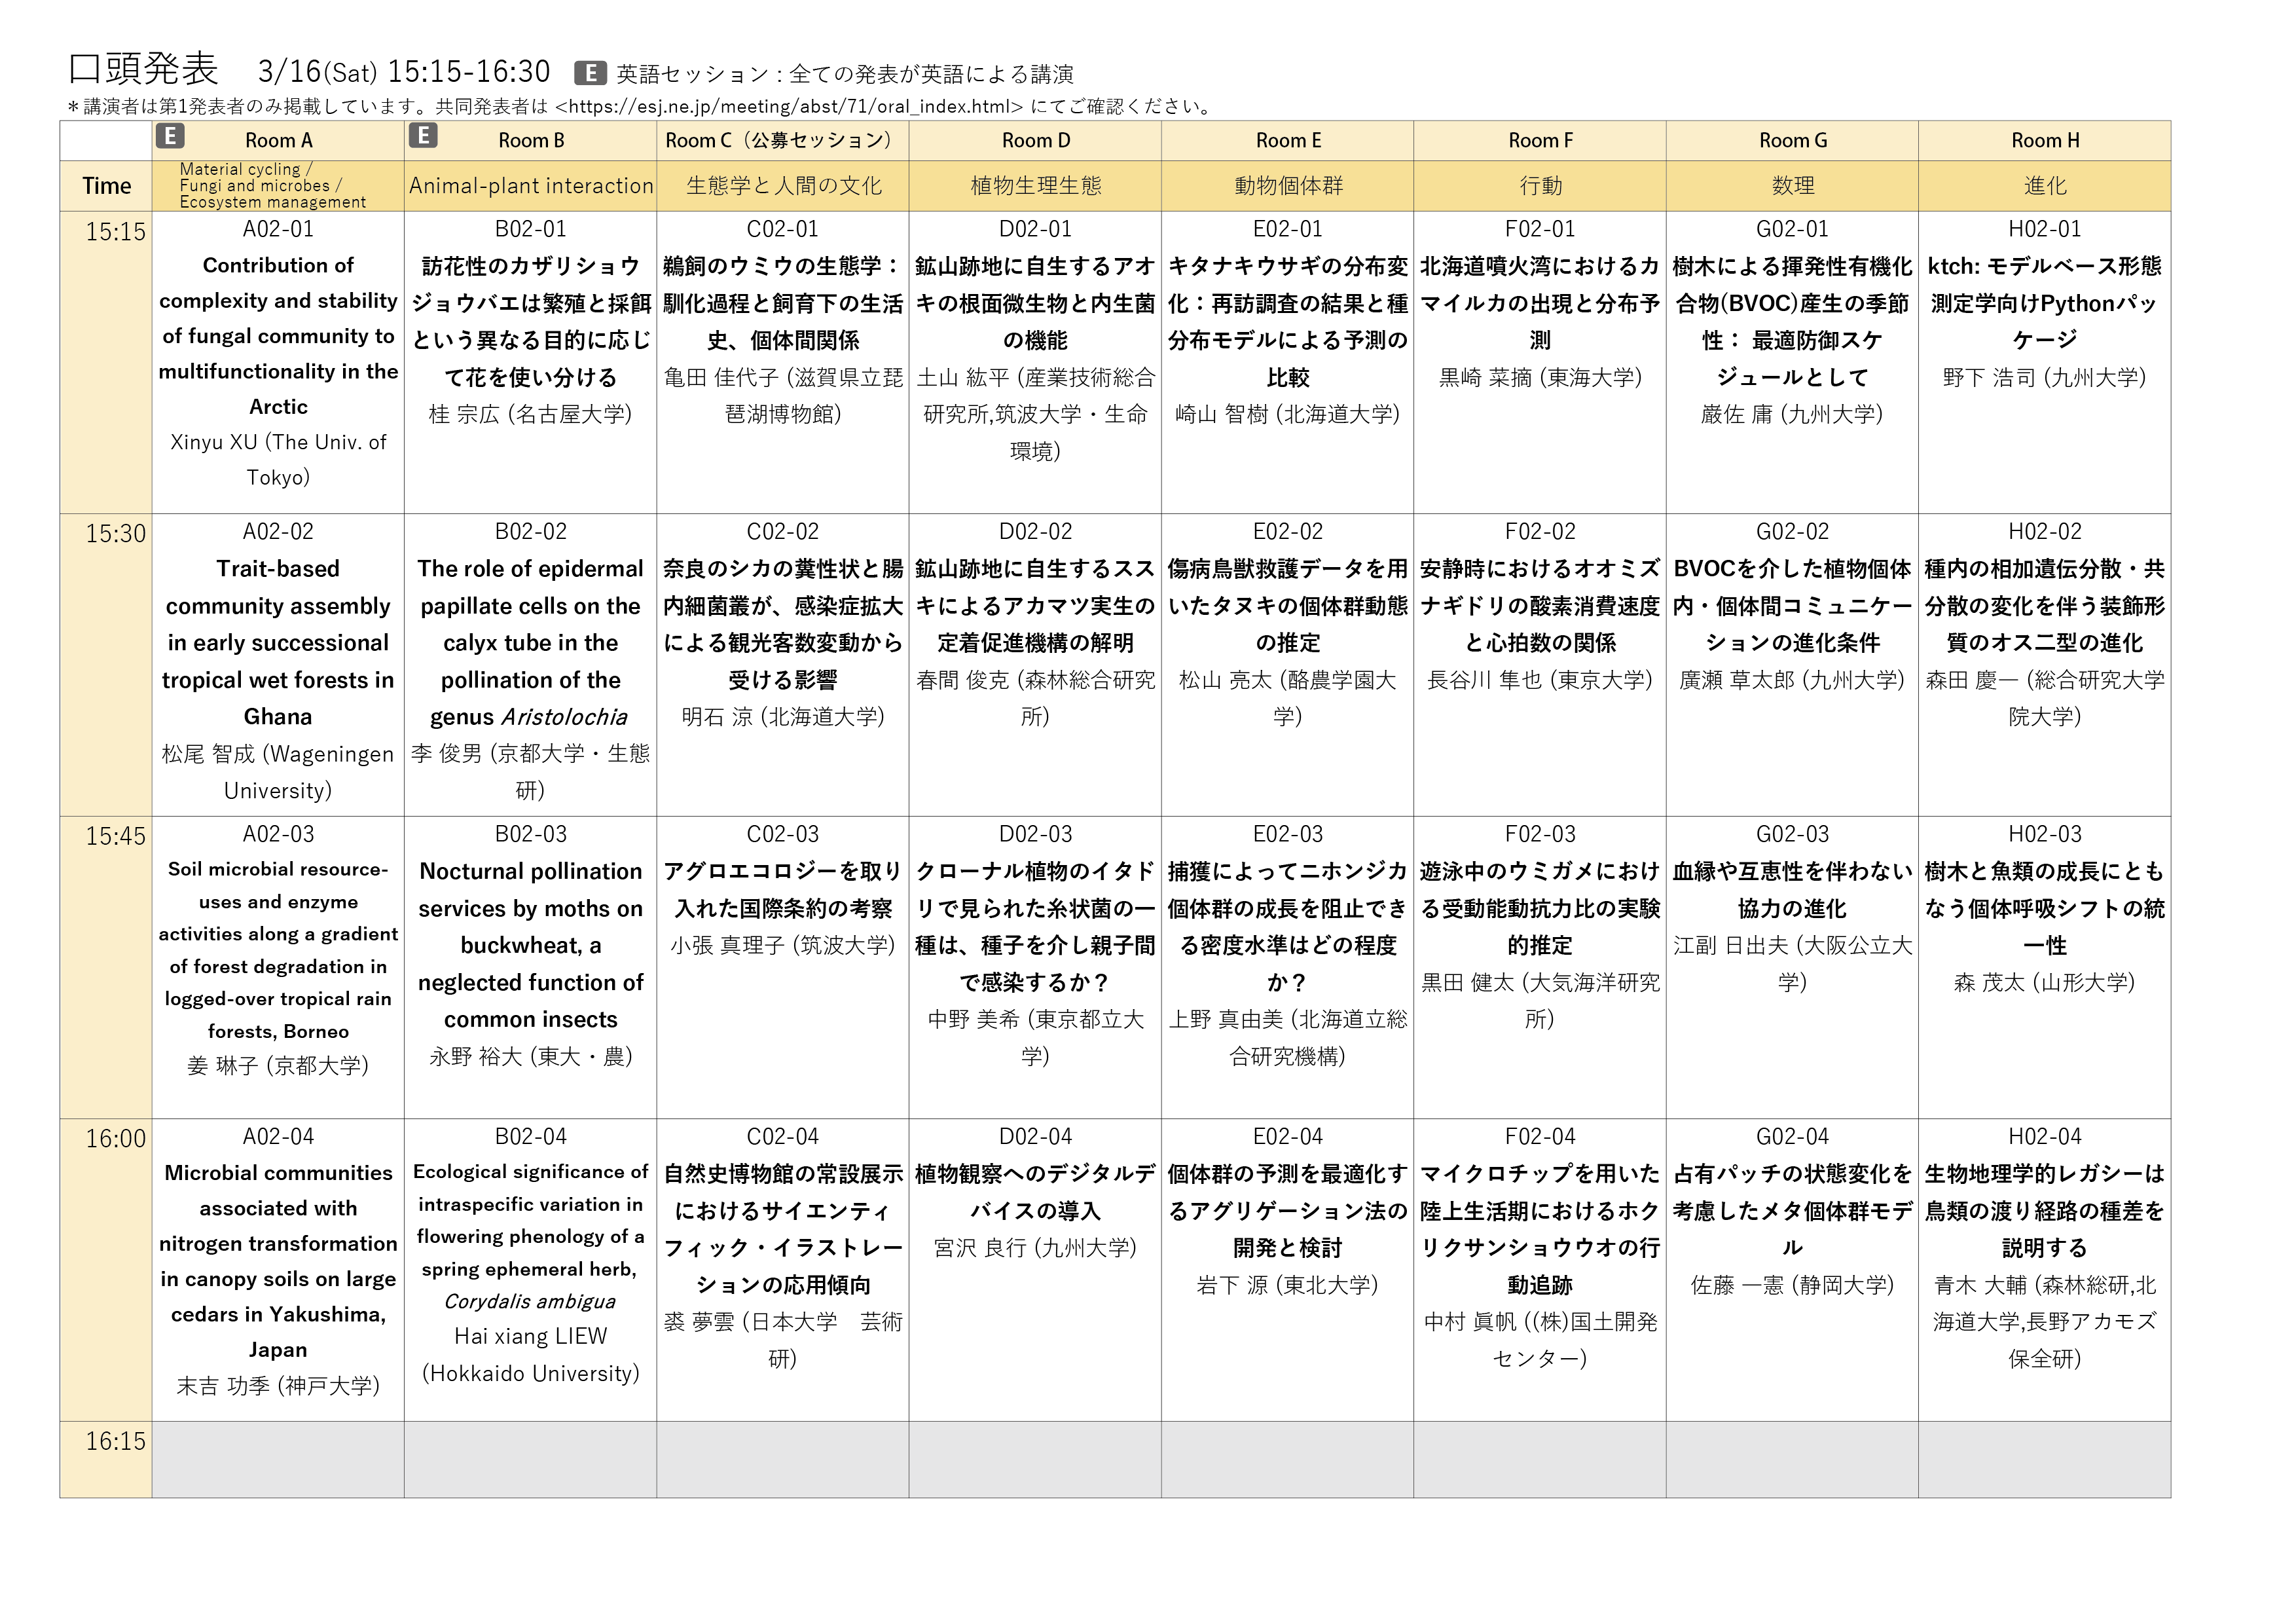 口頭発表 3/16(Sat) 15:15-16:30 E 英語セッション : 全ての発表が英語による講演
＊講演者は第1発表者のみ掲載しています。共同発表者は <https://esj.ne.jp/meeting/abst/71/oral_index.html> にてご確認ください。
E Room A
E Room B
Room C（公募セッション）
Room D
Room E
Room F
Room G
Room H
Time
Material cycling /
Fungi and microbes /
Ecosystem management
Animal-plant interaction
生態学と人間の文化
植物生理生態
動物個体群
行動
数理
進化
15:15
A02-01
Contribution of
complexity and stability
of fungal community to
multifunctionality in the
Arctic
Xinyu XU (The Univ. of
Tokyo)
B02-01
訪花性のカザリショウ
ジョウバエは繁殖と採餌
という異なる目的に応じ
て花を使い分ける
桂 宗広 (名古屋大学)
C02-01
鵜飼のウミウの生態学：
馴化過程と飼育下の生活
史、個体間関係
亀田 佳代子 (滋賀県立琵
琶湖博物館)
D02-01
鉱山跡地に自生するアオ
キの根面微生物と内生菌
の機能
土山 紘平 (産業技術総合
研究所,筑波大学・生命
環境)
E02-01
キタナキウサギの分布変
化：再訪調査の結果と種
分布モデルによる予測の
比較
崎山 智樹 (北海道大学)
F02-01
北海道噴火湾におけるカ
マイルカの出現と分布予
測
黒崎 菜摘 (東海大学)
G02-01
樹木による揮発性有機化
合物(BVOC)産生の季節
性： 最適防御スケ
ジュールとして
巌佐 庸 (九州大学)
H02-01
ktch: モデルベース形態
測定学向けPythonパッ
ケージ
野下 浩司 (九州大学)
15:30
A02-02
Trait-based
community assembly
in early successional
tropical wet forests in
Ghana
松尾 智成 (Wageningen
University)
B02-02
The role of epidermal
papillate cells on the
calyx tube in the
pollination of the
genus Aristolochia
李 俊男 (京都大学・生態
研)
C02-02
奈良のシカの糞性状と腸
内細菌叢が、感染症拡大
による観光客数変動から
受ける影響
明石 涼 (北海道大学)
D02-02
鉱山跡地に自生するスス
キによるアカマツ実生の
定着促進機構の解明
春間 俊克 (森林総合研究
所)
E02-02
傷病鳥獣救護データを用
いたタヌキの個体群動態
の推定
松山 亮太 (酪農学園大
学)
F02-02
安静時におけるオオミズ
ナギドリの酸素消費速度
と心拍数の関係
長谷川 隼也 (東京大学)
G02-02
BVOCを介した植物個体
内・個体間コミュニケー
ションの進化条件
廣瀬 草太郎 (九州大学)
H02-02
種内の相加遺伝分散・共
分散の変化を伴う装飾形
質のオス二型の進化
森田 慶一 (総合研究大学
院大学)
15:45
A02-03
Soil microbial resource-
uses and enzyme
activities along a gradient
of forest degradation in
logged-over tropical rain
forests, Borneo
姜 琳子 (京都大学)
B02-03
Nocturnal pollination
services by moths on
buckwheat, a
neglected function of
common insects
永野 裕大 (東大・農)
C02-03
アグロエコロジーを取り
入れた国際条約の考察
小張 真理子 (筑波大学)
D02-03
クローナル植物のイタド
リで見られた糸状菌の一
種は、種子を介し親子間
で感染するか？
中野 美希 (東京都立大
学)
E02-03
捕獲によってニホンジカ
個体群の成長を阻止でき
る密度水準はどの程度
か？
上野 真由美 (北海道立総
合研究機構)
F02-03
遊泳中のウミガメにおけ
る受動能動抗力比の実験
的推定
黒田 健太 (大気海洋研究
所)
G02-03
血縁や互恵性を伴わない
協力の進化
江副 日出夫 (大阪公立大
学)
H02-03
樹木と魚類の成長にとも
なう個体呼吸シフトの統
一性
森 茂太 (山形大学)
16:00
A02-04
Microbial communities
associated with
nitrogen transformation
in canopy soils on large
cedars in Yakushima,
Japan
末吉 功季 (神戸大学)
B02-04
Ecological significance of
intraspecific variation in
flowering phenology of a
spring ephemeral herb,
Corydalis ambigua
Hai xiang LIEW
(Hokkaido University)
C02-04
自然史博物館の常設展示
におけるサイエンティ
フィック・イラストレー
ションの応用傾向
裘 夢雲 (日本大学　芸術
研)
D02-04
植物観察へのデジタルデ
バイスの導入
宮沢 良行 (九州大学)
E02-04
個体群の予測を最適化す
るアグリゲーション法の
開発と検討
岩下 源 (東北大学)
F02-04
マイクロチップを用いた
陸上生活期におけるホク
リクサンショウウオの行
動追跡
中村 眞帆 ((株)国土開発
センター)
G02-04
占有パッチの状態変化を
考慮したメタ個体群モデ
ル
佐藤 一憲 (静岡大学)
H02-04
生物地理学的レガシーは
鳥類の渡り経路の種差を
説明する
青木 大輔 (森林総研,北
海道大学,長野アカモズ
保全研)
16:15